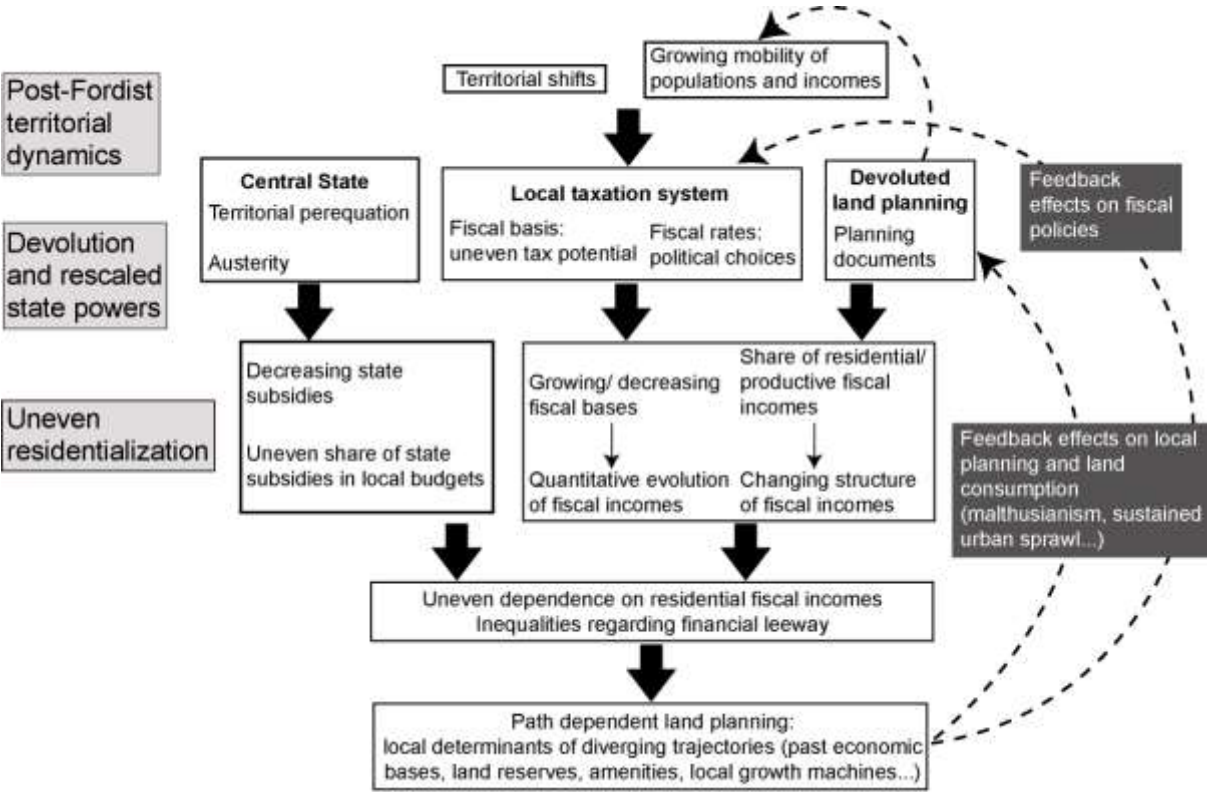 Growing mobility of
populations and incomes
Territorial shifts
Post-Fordist
territorial
dynamics
Central State
Territorial perequation
Austerity
Local taxation system
Fiscal basis:
uneven tax potential
Fiscal rates:
political choices
Devoluted
land planning
Planning
documents
Feedback
effects on fiscal
policies
Devolution
and rescaled
state powers
Decreasing state
subsidies
Uneven share of state
subsidies in local budgets
Growing/ decreasing
fiscal bases
Quantitative evolution
of fiscal incomes
Share of residential/
productive fiscal
incomes
Changing structure
of fiscal incomes
Uneven
residentialization
Feedback effects on local
planning and land
consumption
(malthusianism, sustained
urban sprawl...)
Uneven dependence on residential fiscal incomes
Inequalities regarding financial leeway
Path dependent land planning:
local determinants of diverging trajectories (past economic
bases, land reserves, amenities, local growth machines...)